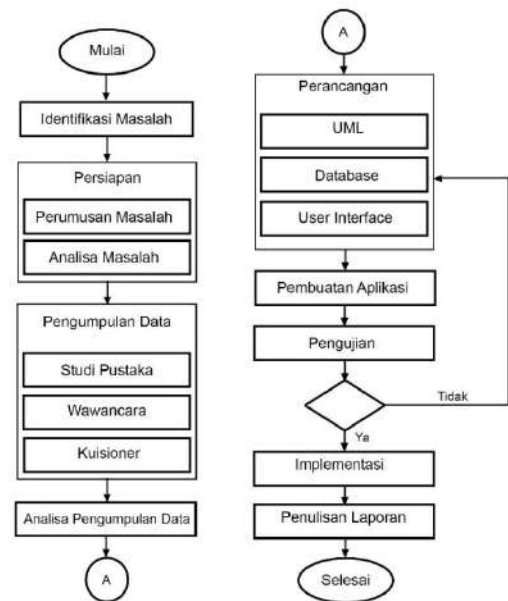 Mulai
Identifikasi Masalah
Persiapan
Perumusan Masalah
Analisa Masalah
Pengumpulan Data
Studi Pustaka
Wawancara
Kuisioner
Analisa Pengumpulan Data
A
A
Perancangan
UML
Database
User Interface
Pembuatan Aplikasi
Pengujian
Tidak
Ya
Implementasi
Penulisan Laporan
Selesai